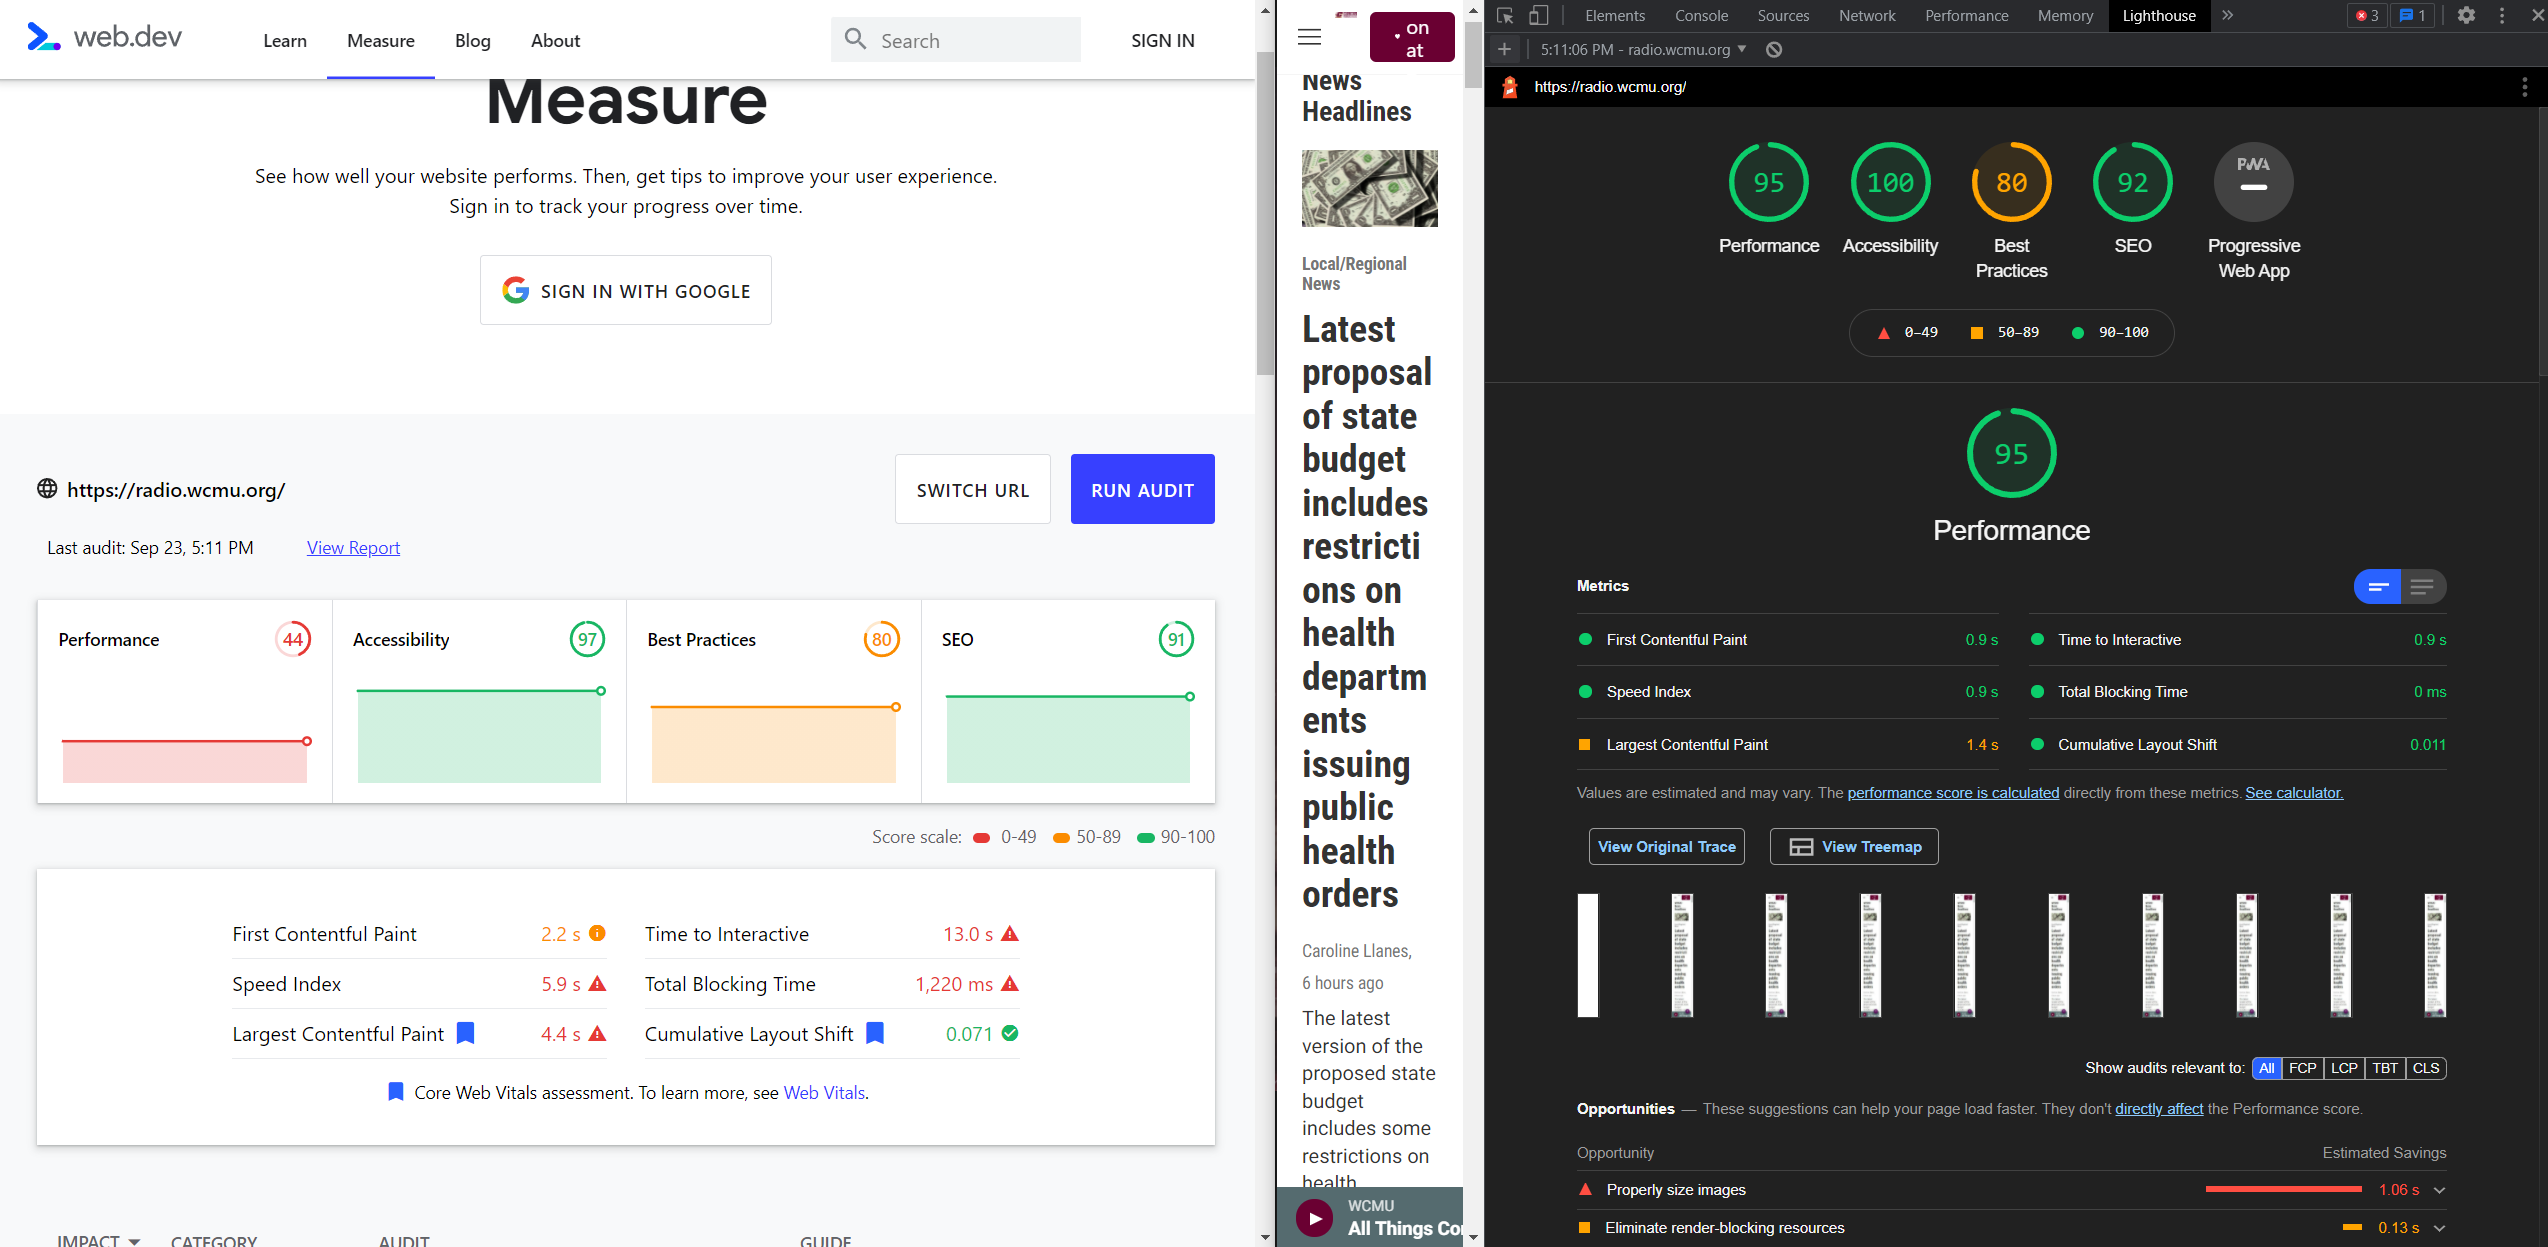 web.dev
Learn
Measure
Blog
About
Search
SIGN IN
Measure
See how well your website performs. Then, get tips to improve your user experience.
Sign in to track your progress over time.
SIGN IN WITH GOOGLE
https://radio.wcmu.org/
SWITCH URL
RUN AUDIT
Last audit: Sep 23, 5:11 PM
View Report
Performance
44
Accessibility
97
Best Practices
80
SEO
91
Score scale:
0-49
50-89
90-100
First Contentful Paint
2.2 s
Time to Interactive
13.0 s
Speed Index
5.9 s
Total Blocking Time
1,220 ms
Largest Contentful Paint
4.4 s
Cumulative Layout Shift
0.071
Core Web Vitals assessment. To learn more, see Web Vitals.
IMPACT
CATEGORY
AUDIT
GUIDE
on
at
News
Headlines
Local/Regional
News
Latest
proposal
of state
budget
includes
restricti
ons on
health
departm
ents
issuing
public
health
orders
Caroline Llanes,
6 hours ago
The latest
version of the
proposed state
budget
includes some
restrictions on
health
WCMU
All Things Co
Elements
Console
Sources
Network
Performance
Memory
Lighthouse
3
1
5:11:06 PM - radio.wcmu.org
https://radio.wcmu.org/
95
100
80
92
PWA
Performance
Accessibility
Best
Practices
SEO
Progressive
Web App
0–49
50–89
90–100
95
Performance
Metrics
First Contentful Paint
0.9 s
Time to Interactive
0.9 s
Speed Index
0.9 s
Total Blocking Time
0 ms
Largest Contentful Paint
1.4 s
Cumulative Layout Shift
0.011
Values are estimated and may vary. The performance score is calculated directly from these metrics. See calculator.
View Original Trace
View Treemap
Show audits relevant to:
All
FCP
LCP
TBT
CLS
Opportunities — These suggestions can help your page load faster. They don't directly affect the Performance score.
Opportunity
Estimated Savings
Properly size images
1.06 s
Eliminate render-blocking resources
0.13 s